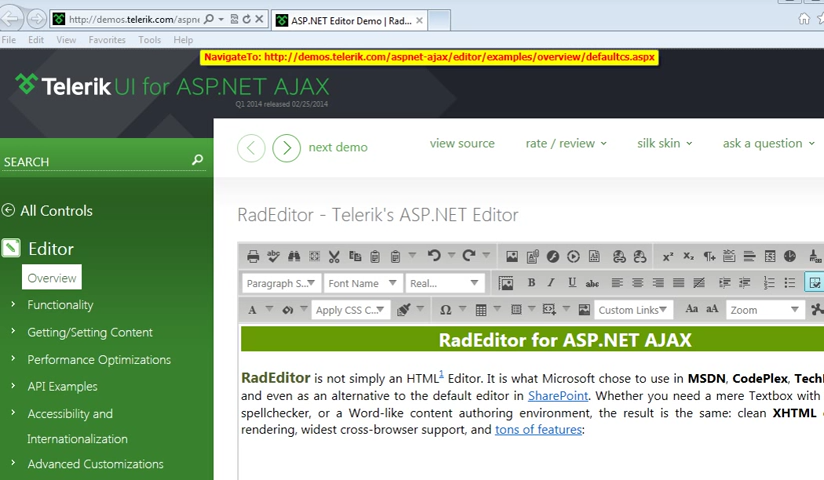 http://demos.telerik.com/aspn
ASP.NET Editor Demo | Rad...
File Edit View Favorites Tools Help
NavigateTo: http://demos.telerik.com/aspnet-ajax/editor/examples/overview/defaultcs.aspx
Telerik UI for ASP.NET AJAX
Q1 2014 released 02/25/2014
SEARCH
next demo view source rate / review silk skin ask a question
All Controls
Editor
Overview
Functionality
Getting/Setting Content
Performance Optimizations
API Examples
Accessibility and
Internationalization
Advanced Customizations
RadEditor - Telerik's ASP.NET Editor
Paragraph S... Font Name Real... B I U abc
A Apply CSS C... Ω Custom Links Aa aA Zoom
RadEditor for ASP.NET AJAX
RadEditor is not simply an HTML1 Editor. It is what Microsoft chose to use in MSDN, CodePlex, Tech
and even as an alternative to the default editor in SharePoint. Whether you need a mere Textbox with
spellchecker, or a Word-like content authoring environment, the result is the same: clean XHTML
rendering, widest cross-browser support, and tons of features: